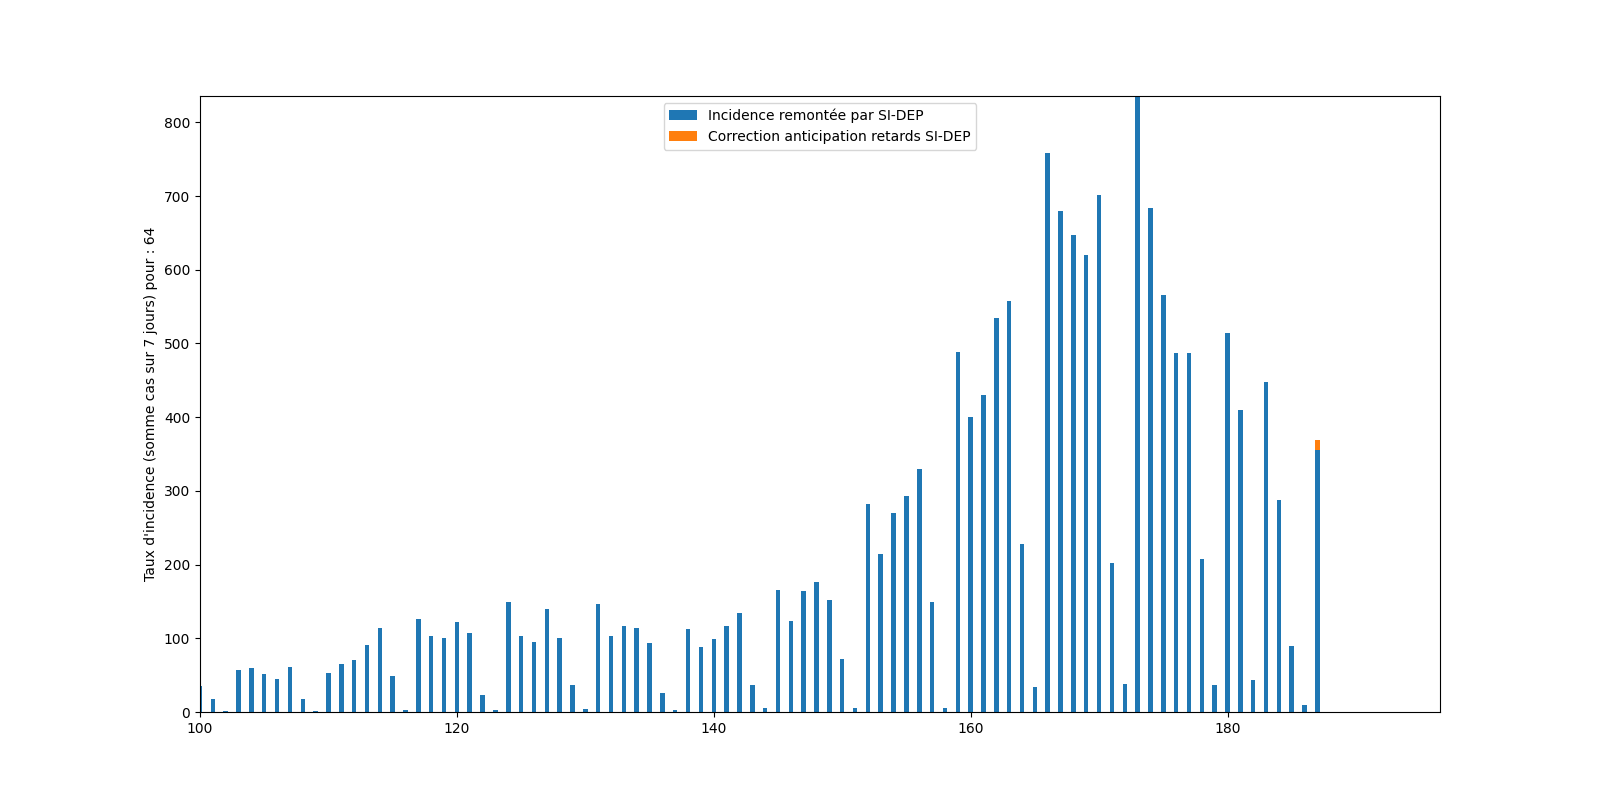 Incidence remontée par SI-DEP
Correction anticipation retards SI-DEP
Taux d'incidence (somme cas sur 7 jours) pour : 64
800
700
600
500
400
300
200
100
0
100 120 140 160 180